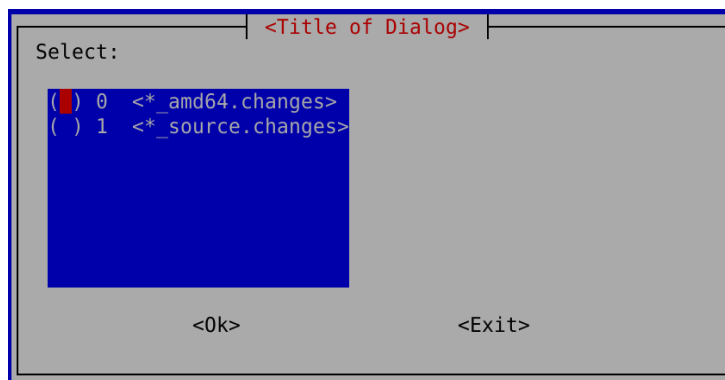 <Title of Dialog>
Select:
( ) 0 <*_amd64.changes>
( ) 1 <*_source.changes>
<Ok> <Exit>